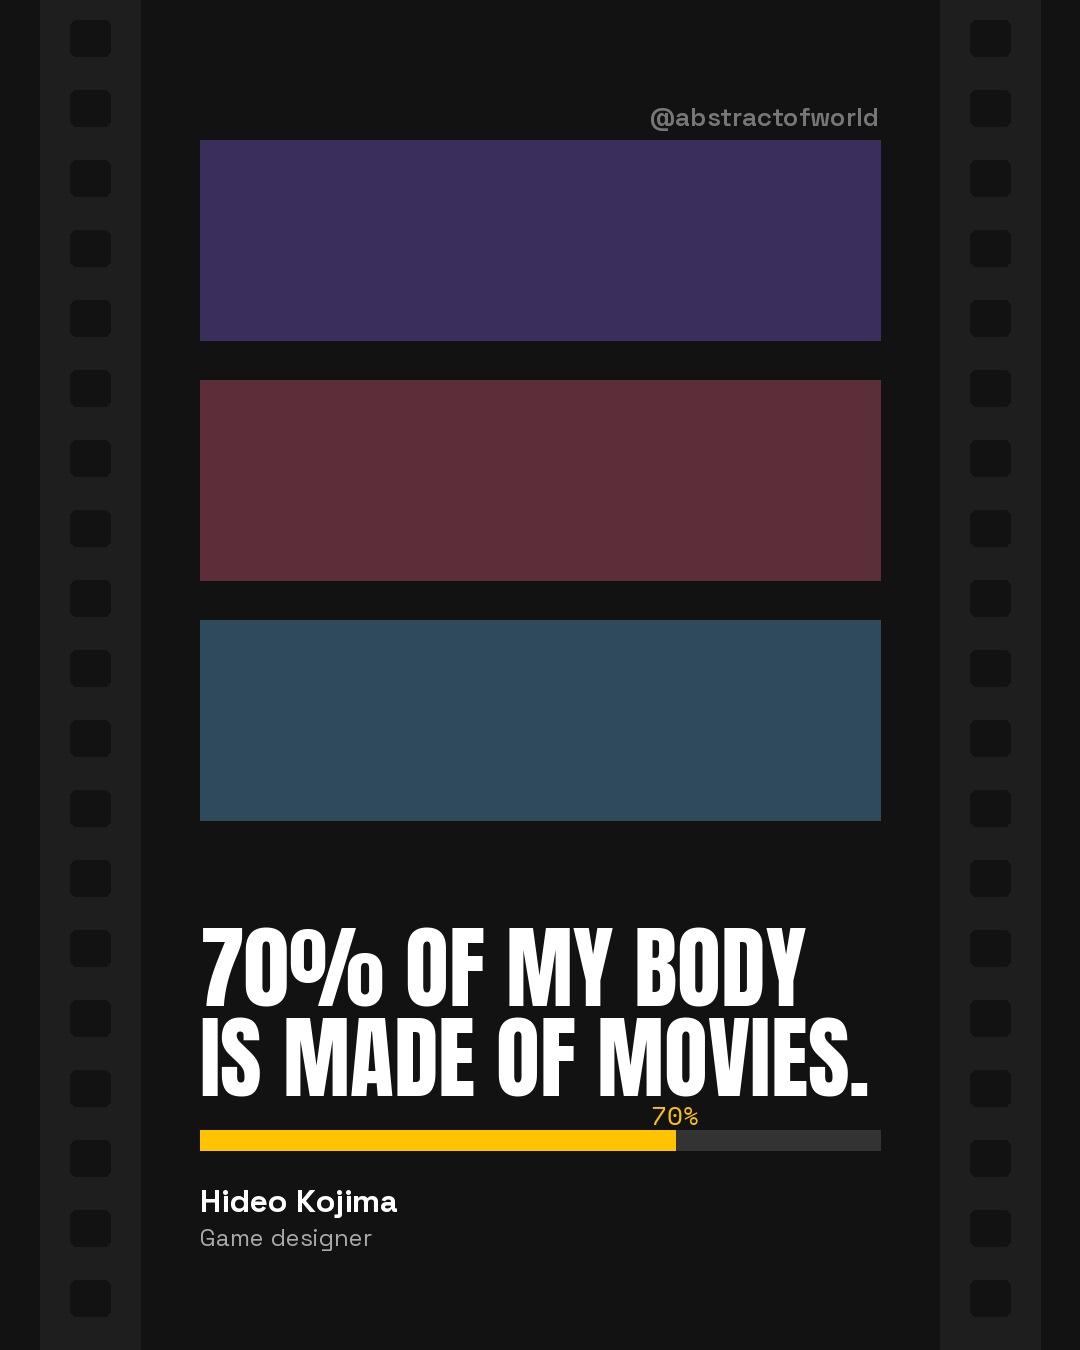 @abstractofworld
70% OF MY BODY
IS MADE OF MOVIES.
70%
Hideo Kojima
Game designer